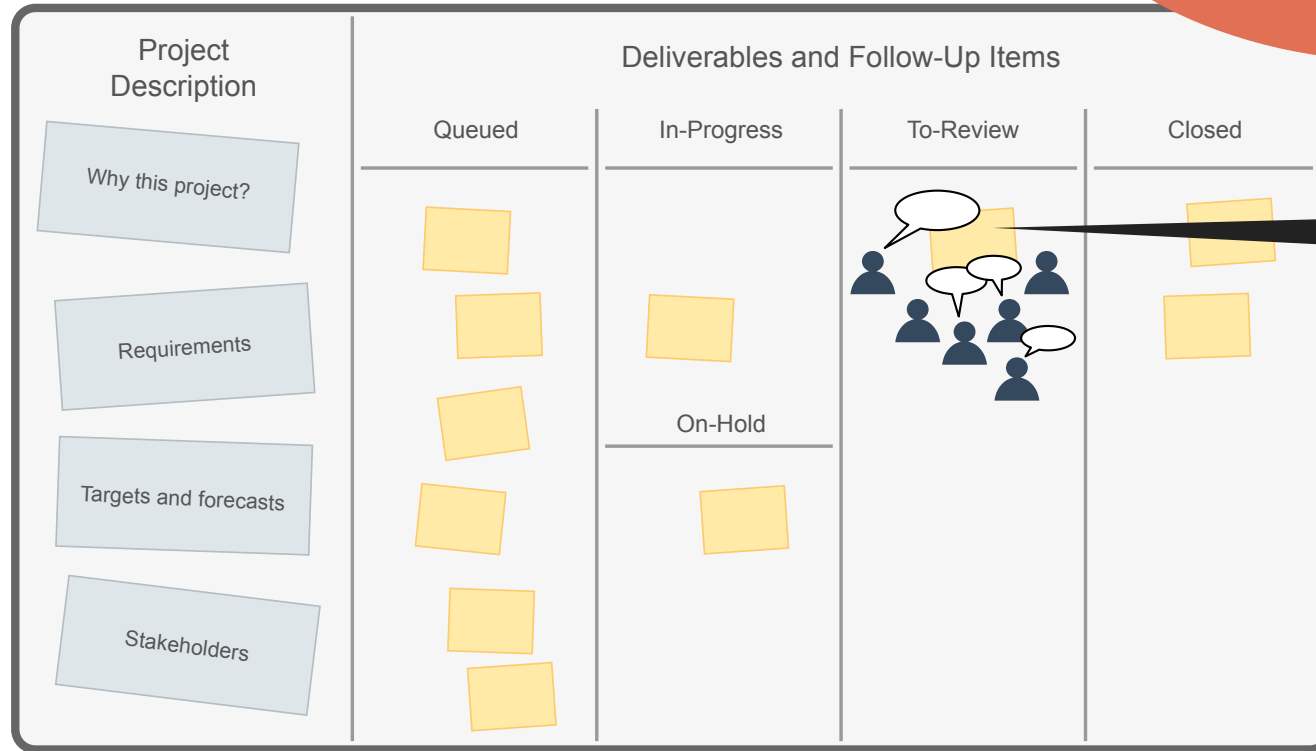 Project
Description
Why this project?
Requirements
Targets and forecasts
Stakeholders
Deliverables and Follow-Up Items
Queued
In-Progress
On-Hold
To-Review
Closed